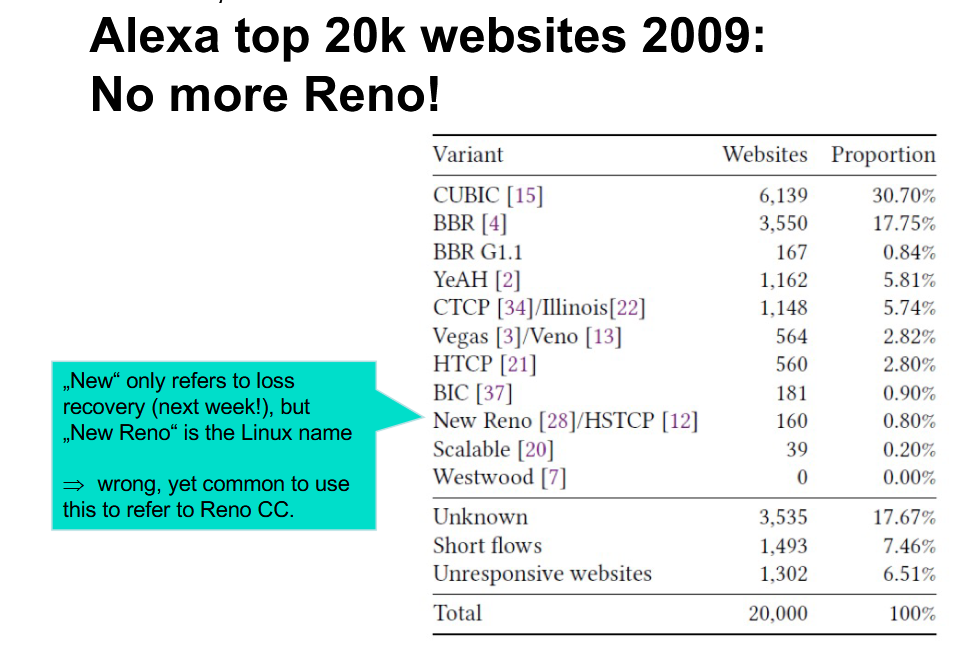 Alexa top 20k websites 2009:
No more Reno!
Variant Websites Proportion
CUBIC [15] 6,139 30.70%
BBR [4] 3,550 17.75%
BBR G1.1 167 0.84%
YeAH [2] 1,162 5.81%
CTCP [34]/Illinois[22] 1,148 5.74%
Vegas [3]/Veno [13] 564 2.82%
HTCP [21] 560 2.80%
BIC [37] 181 0.90%
New Reno [28]/HSTCP [12] 160 0.80%
Scalable [20] 39 0.20%
Westwood [7] 0 0.00%
Unknown 3,535 17.67%
Short flows 1,493 7.46%
Unresponsive websites 1,302 6.51%
Total 20,000 100%
„New“ only refers to loss
recovery (next week!), but
„New Reno“ is the Linux name
⇒ wrong, yet common to use
this to refer to Reno CC.